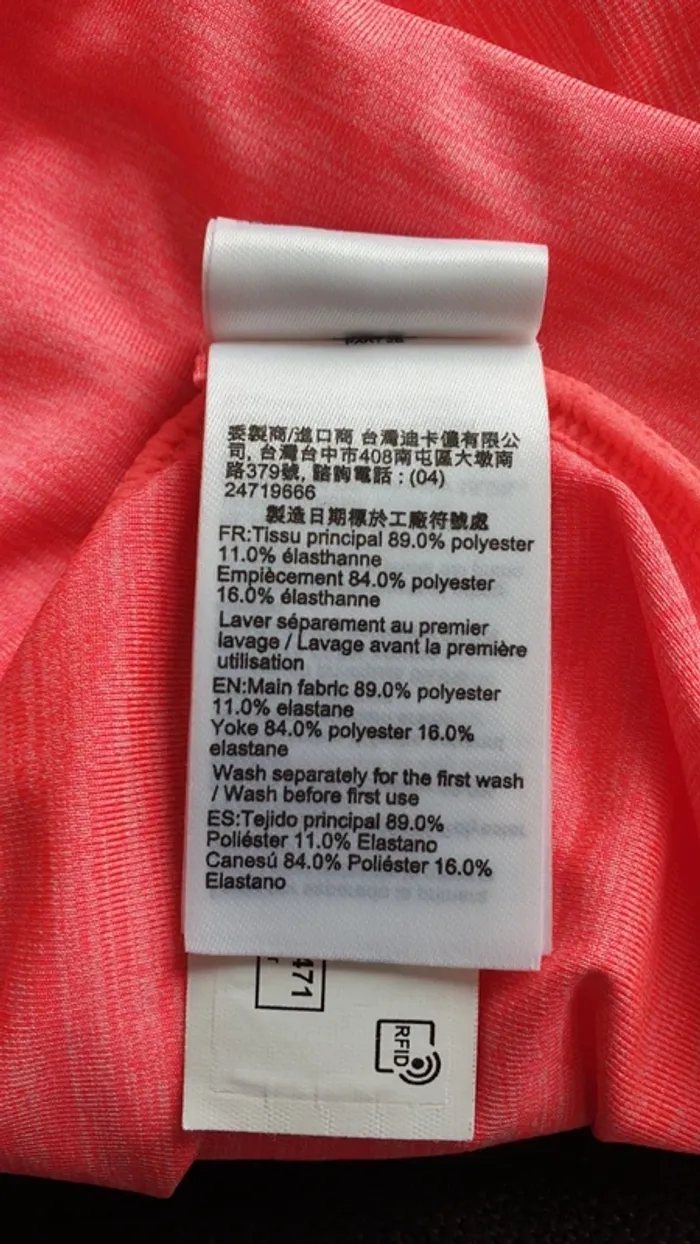 PART 2B
委製商/進口商 台灣迪卡儂有限公
司, 台灣台中市408南屯區大墩南
路379號, 諮詢電話 : (04)
24719666
製造日期標於工廠符號處
FR:Tissu principal 89.0% polyester
11.0% élasthanne
Empiècement 84.0% polyester
16.0% élasthanne
Laver séparement au premier
lavage / Lavage avant la première
utilisation
EN:Main fabric 89.0% polyester
11.0% elastane
Yoke 84.0% polyester 16.0%
elastane
Wash separately for the first wash
/ Wash before first use
ES:Tejido principal 89.0%
Poliéster 11.0% Elastano
Canesú 84.0% Poliéster 16.0%
Elastano
471
RFID